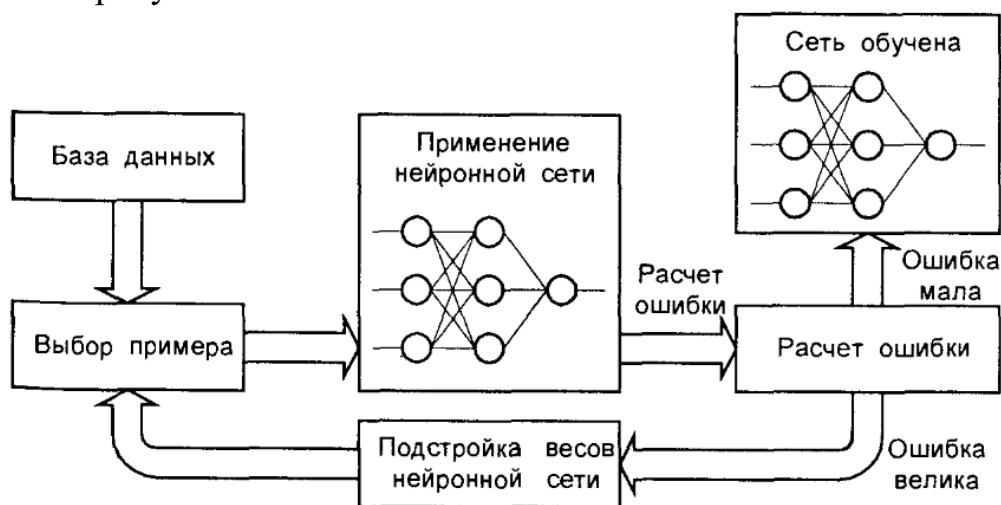 Сеть обучена
База данных
Применение
нейронной сети
Расчет
ошибки
Ошибка
мала
Выбор примера
Расчет ошибки
Подстройка весов
нейронной сети
Ошибка
велика